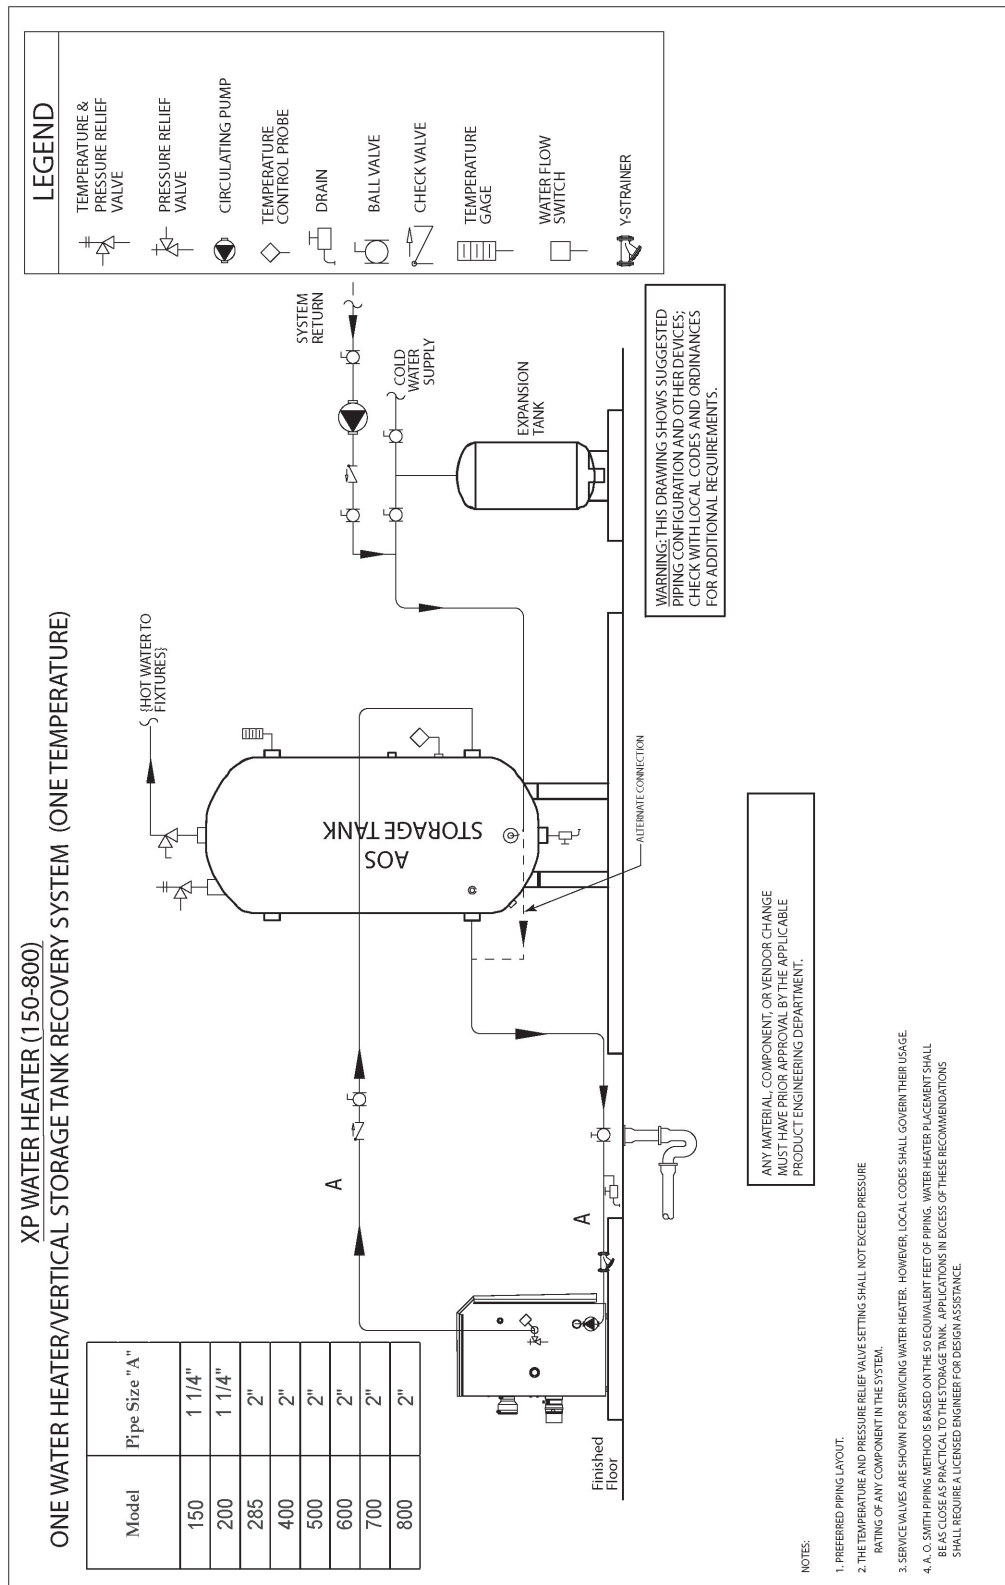 XP WATER HEATER (150-800)
ONE WATER HEATER/VERTICAL STORAGE TANK RECOVERY SYSTEM (ONE TEMPERATURE)
Model Pipe Size "A"
150 1 1/4"
200 1 1/4"
285 2"
400 2"
500 2"
600 2"
700 2"
800 2"
LEGEND
TEMPERATURE &
PRESSURE RELIEF
VALVE
PRESSURE RELIEF
VALVE
CIRCULATING PUMP
TEMPERATURE
CONTROL PROBE
DRAIN
BALL VALVE
CHECK VALVE
TEMPERATURE
GAGE
WATER FLOW
SWITCH
Y-STRAINER
{HOT WATER TO
FIXTURES}
SYSTEM
RETURN
COLD
WATER
SUPPLY
EXPANSION
TANK
AOS
STORAGE TANK
A
A
ALTERNATE CONNECTION
Finished
Floor
WARNING: THIS DRAWING SHOWS SUGGESTED
PIPING CONFIGURATION AND OTHER DEVICES;
CHECK WITH LOCAL CODES AND ORDINANCES
FOR ADDITIONAL REQUIREMENTS.
ANY MATERIAL, COMPONENT, OR VENDOR CHANGE
MUST HAVE PRIOR APPROVAL BY THE APPLICABLE
PRODUCT ENGINEERING DEPARTMENT.
NOTES:
1. PREFERRED PIPING LAYOUT.
2. THE TEMPERATURE AND PRESSURE RELIEF VALVE SETTING SHALL NOT EXCEED PRESSURE
RATING OF ANY COMPONENT IN THE SYSTEM.
3. SERVICE VALVES ARE SHOWN FOR SERVICING WATER HEATER. HOWEVER, LOCAL CODES SHALL GOVERN THEIR USAGE.
4. A. O. SMITH PIPING METHOD IS BASED ON THE 50 EQUIVALENT FEET OF PIPING. WATER HEATER PLACEMENT SHALL
BE AS CLOSE AS PRACTICAL TO THE STORAGE TANK. APPLICATIONS IN EXCESS OF THESE RECOMMENDATIONS
SHALL REQUIRE A LICENSED ENGINEER FOR DESIGN ASSISTANCE.